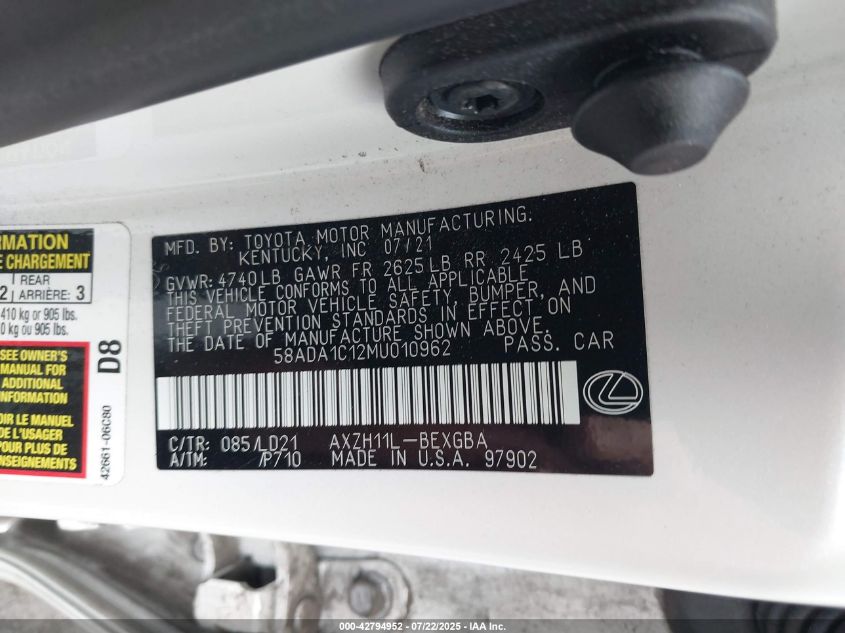 RMATION
E CHARGEMENT
2 REAR
ARRIÈRE: 3
410 kg or 905 lbs.
0 kg ou 905 lbs.
SEE OWNER'S
MANUAL FOR
ADDITIONAL
INFORMATION
OIR LE MANUEL
DE L'USAGER
POUR PLUS DE
RENSEIGNEMENTS
D8
42661-06C80
MFD. BY: TOYOTA MOTOR MANUFACTURING.
KENTUCKY, INC 07/21
GVWR: 4740LB GAWR FR 2625LB RR 2425 LB
THIS VEHICLE CONFORMS TO ALL APPLICABLE
FEDERAL MOTOR VEHICLE SAFETY, BUMPER, AND
THEFT PREVENTION STANDARDS IN EFFECT ON
THE DATE OF MANUFACTURE SHOWN ABOVE.
58ADA1C12MU010962 PASS. CAR
C/TR: 085/LD21 AXZH11L-BEXGBA
A/TM: /P710 MADE IN U.S.A. 97902
000-42794952 - 07/22/2025 - IAA Inc.